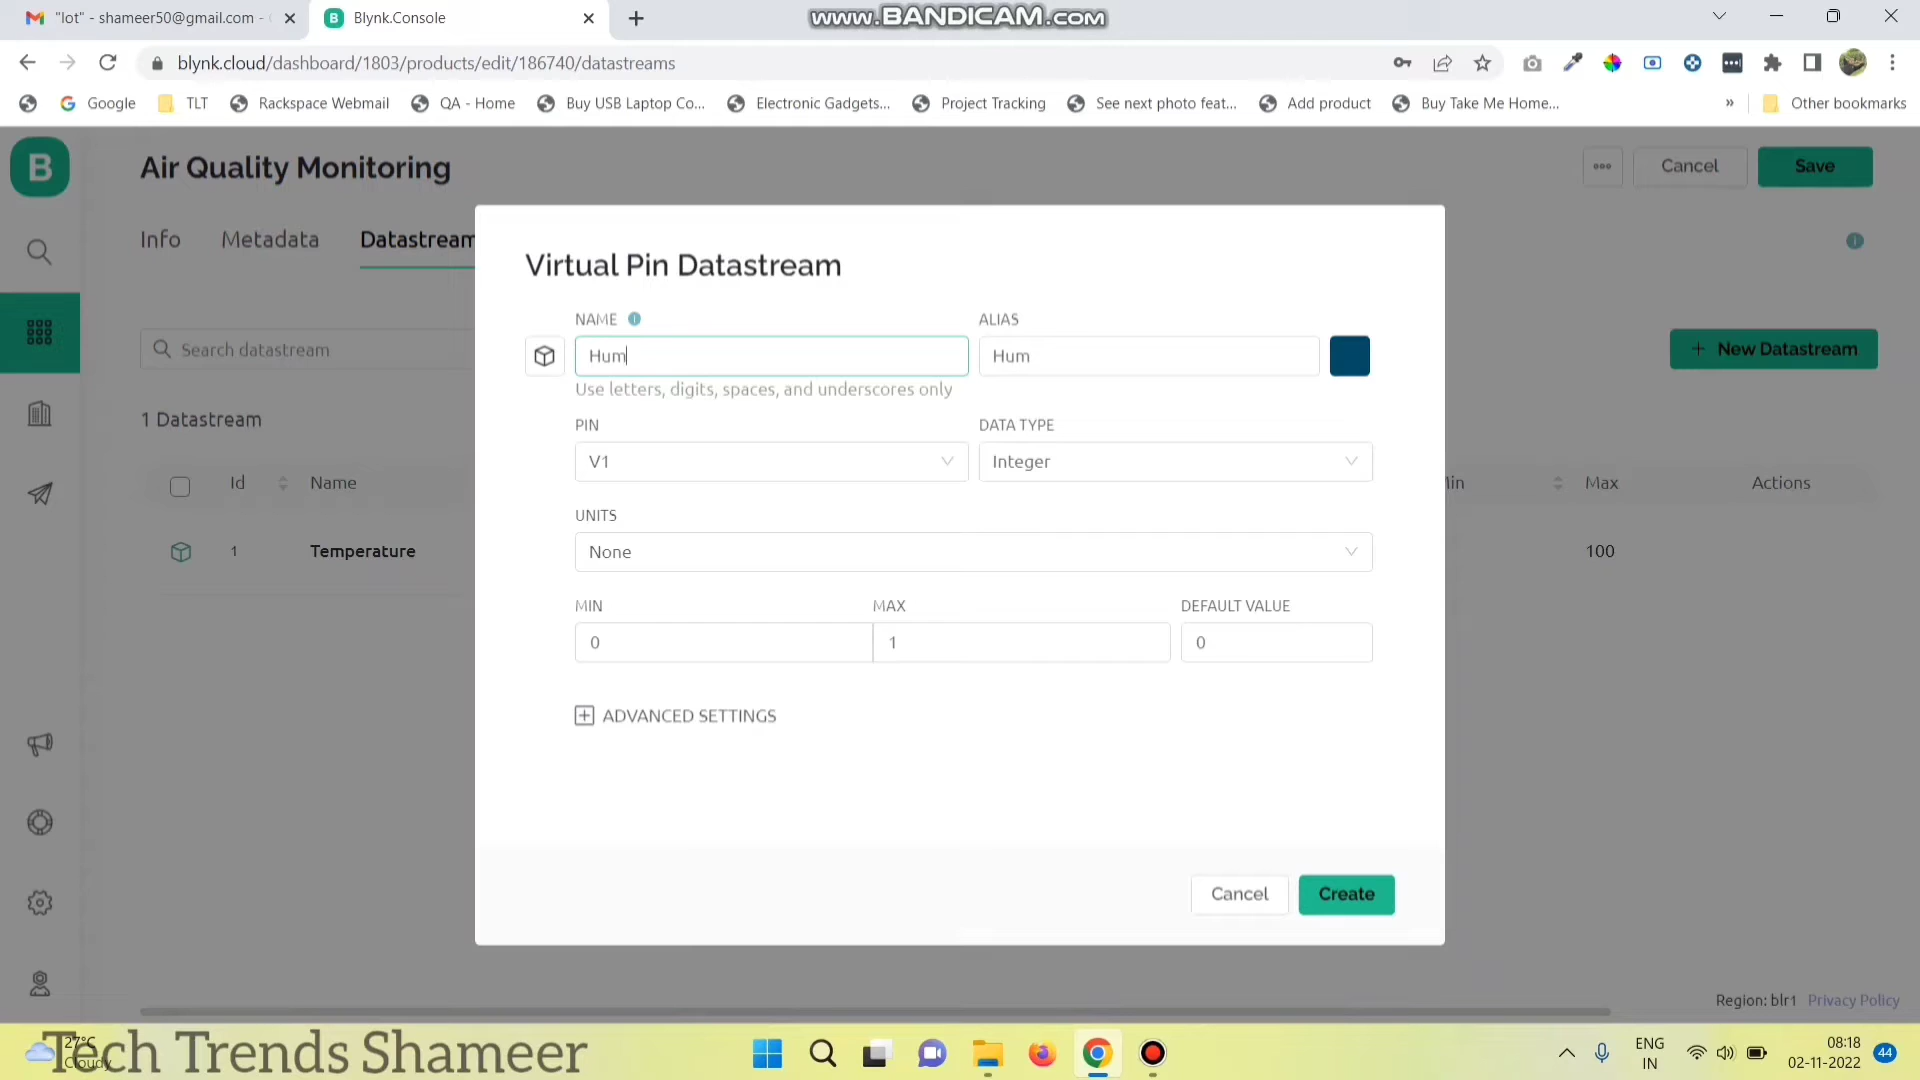 "lot" - shameer50@gmail.com -
Blynk.Console
www.BANDICAM.com
blynk.cloud/dashboard/1803/products/edit/186740/datastreams
Google
TLT
Rackspace Webmail
QA - Home
Buy USB Laptop Co...
Electronic Gadgets...
Project Tracking
See next photo feat...
Add product
Buy Take Me Home...
»
Other bookmarks
B
Air Quality Monitoring
Cancel
Save
Info
Metadata
Datastream
Search datastream
New Datastream
1 Datastream
Id
Name
Min
Max
Actions
1
Temperature
100
Virtual Pin Datastream
NAME
ALIAS
Hum
Hum
Use letters, digits, spaces, and underscores only
PIN
DATA TYPE
V1
Integer
UNITS
None
MIN
MAX
DEFAULT VALUE
0
1
0
ADVANCED SETTINGS
Cancel
Create
Region: blr1
Privacy Policy
27°C
Cloudy
Tech Trends Shameer
ENG
IN
08:18
02-11-2022
44